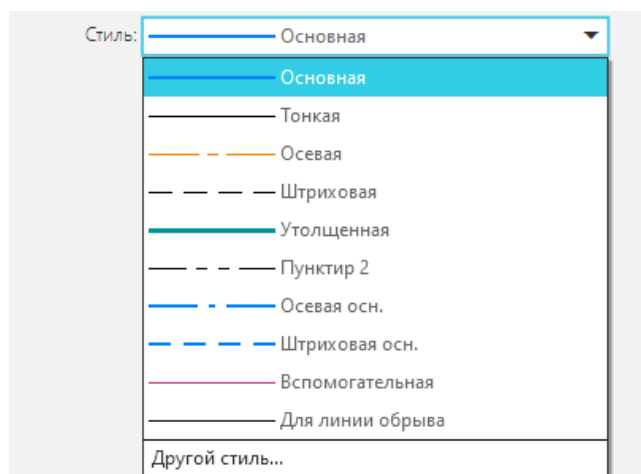 Стиль: Основная
Основная
Тонкая
Осевая
Штриховая
Утолщенная
Пунктир 2
Осевая осн.
Штриховая осн.
Вспомогательная
Для линии обрыва
Другой стиль...